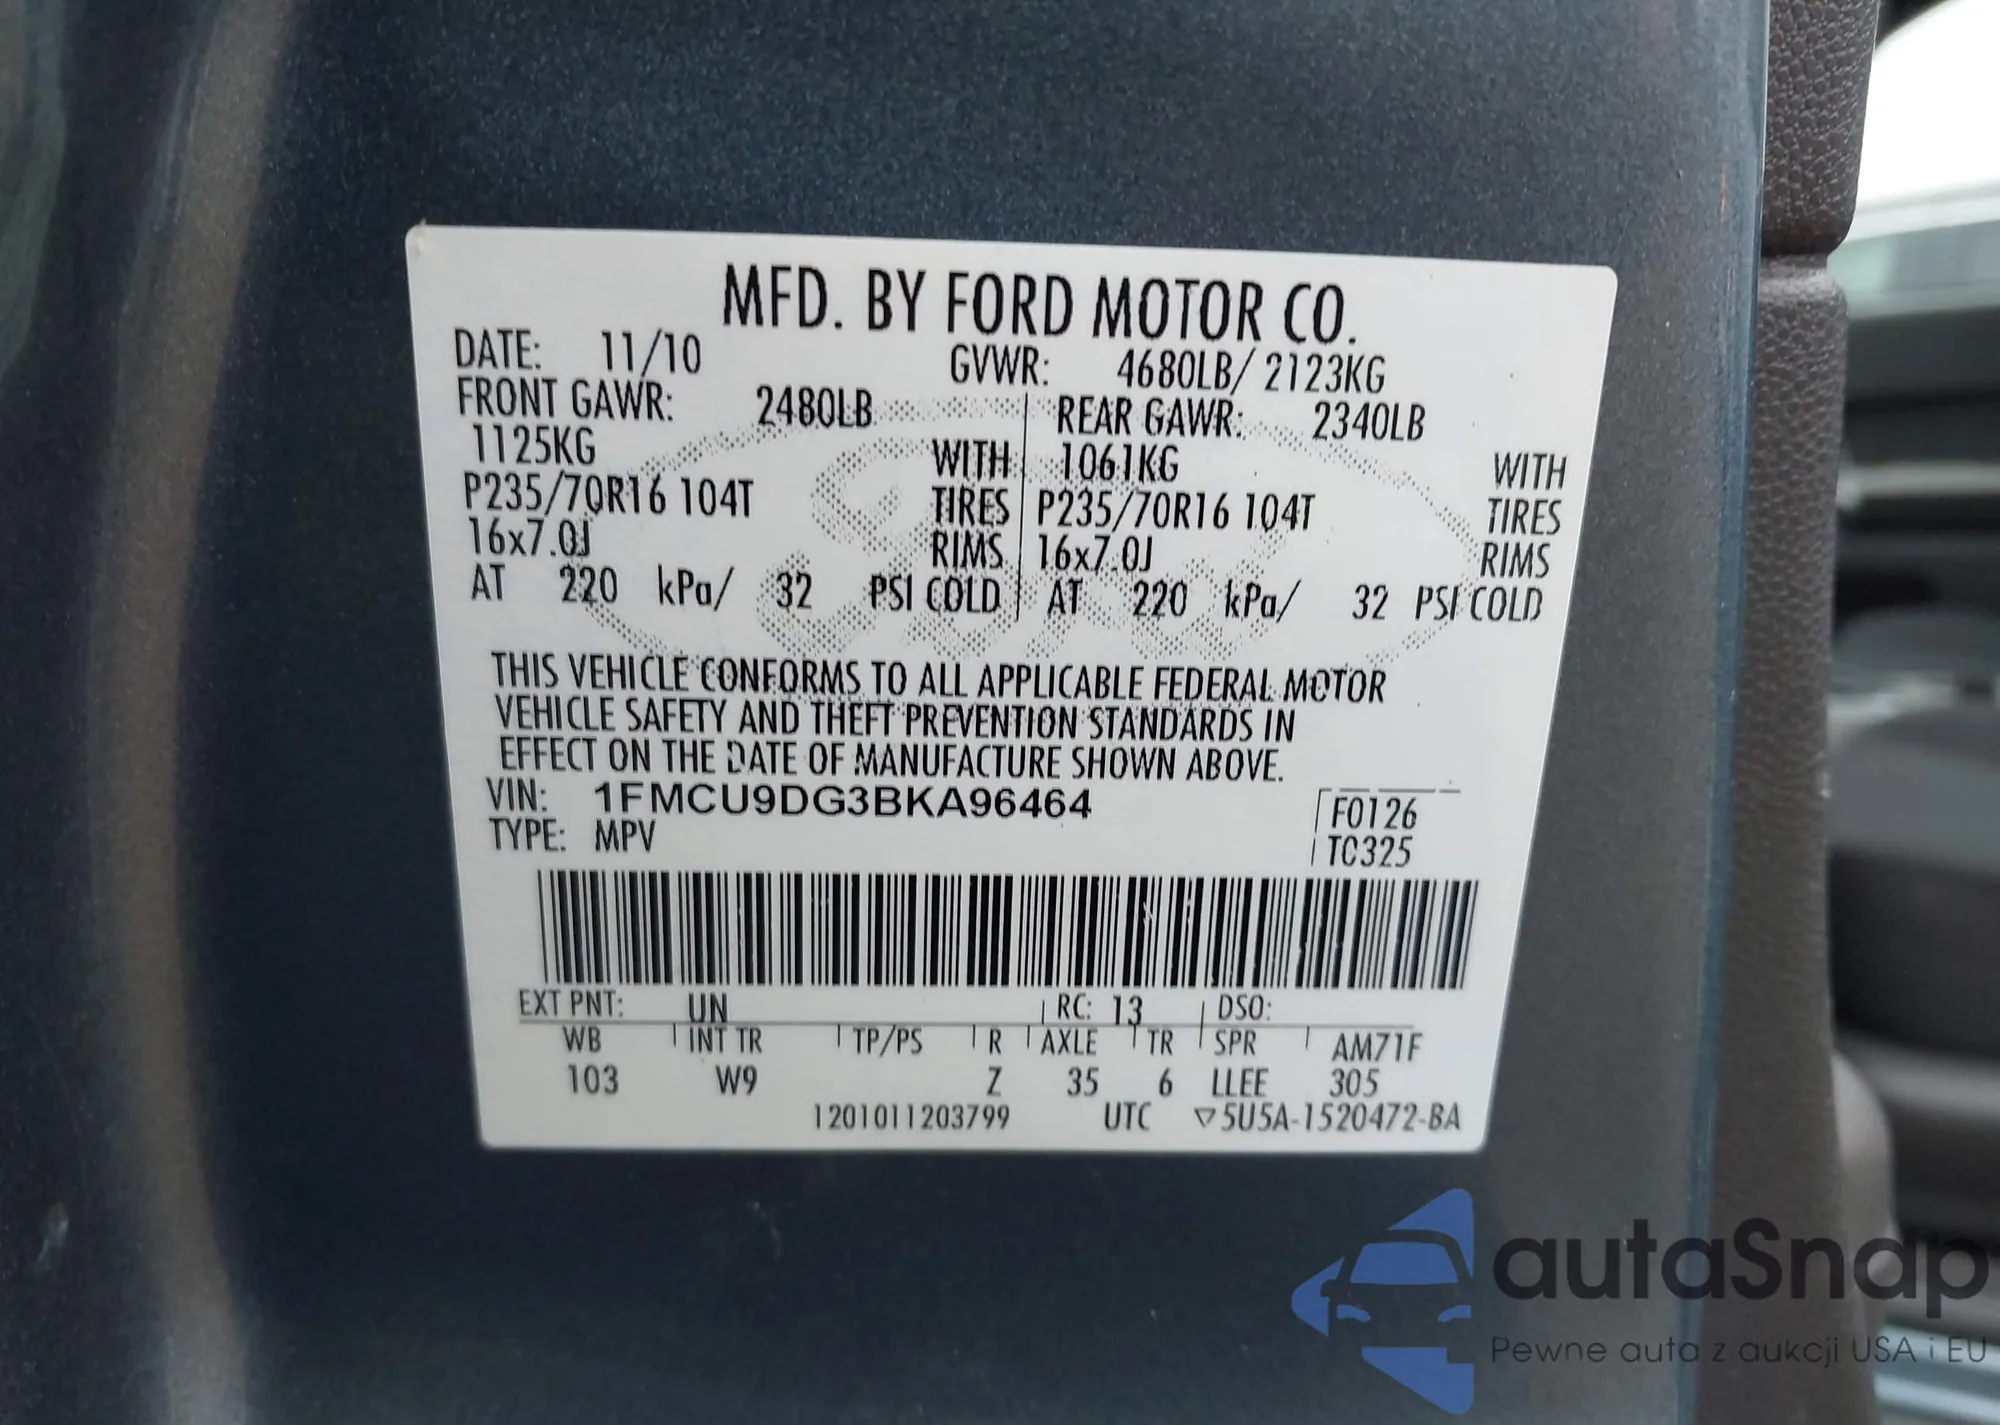 MFD. BY FORD MOTOR CO.
DATE: 11/10 GVWR: 4680LB/ 2123KG
FRONT GAWR: 2480LB REAR GAWR: 2340LB
1125KG WITH 1061KG WITH
P235/70R16 104T TIRES P235/70R16 104T TIRES
16x7.0J RIMS 16x7.0J RIMS
AT 220 kPa/ 32 PSI COLD AT 220 kPa/ 32 PSI COLD
THIS VEHICLE CONFORMS TO ALL APPLICABLE FEDERAL MOTOR
VEHICLE SAFETY AND THEFT PREVENTION STANDARDS IN
EFFECT ON THE DATE OF MANUFACTURE SHOWN ABOVE.
VIN: 1FMCU9DG3BKA96464 F0126
TYPE: MPV TC325
EXT PNT: UN RC: 13 DSO:
WB INT TR TP/PS R AXLE TR SPR AM71F
103 W9 Z 35 6 LLEE 305
1201011203799 UTC ▽5U5A-1520472-BA
autaSnap
Pewne auta z aukcji USA i EU